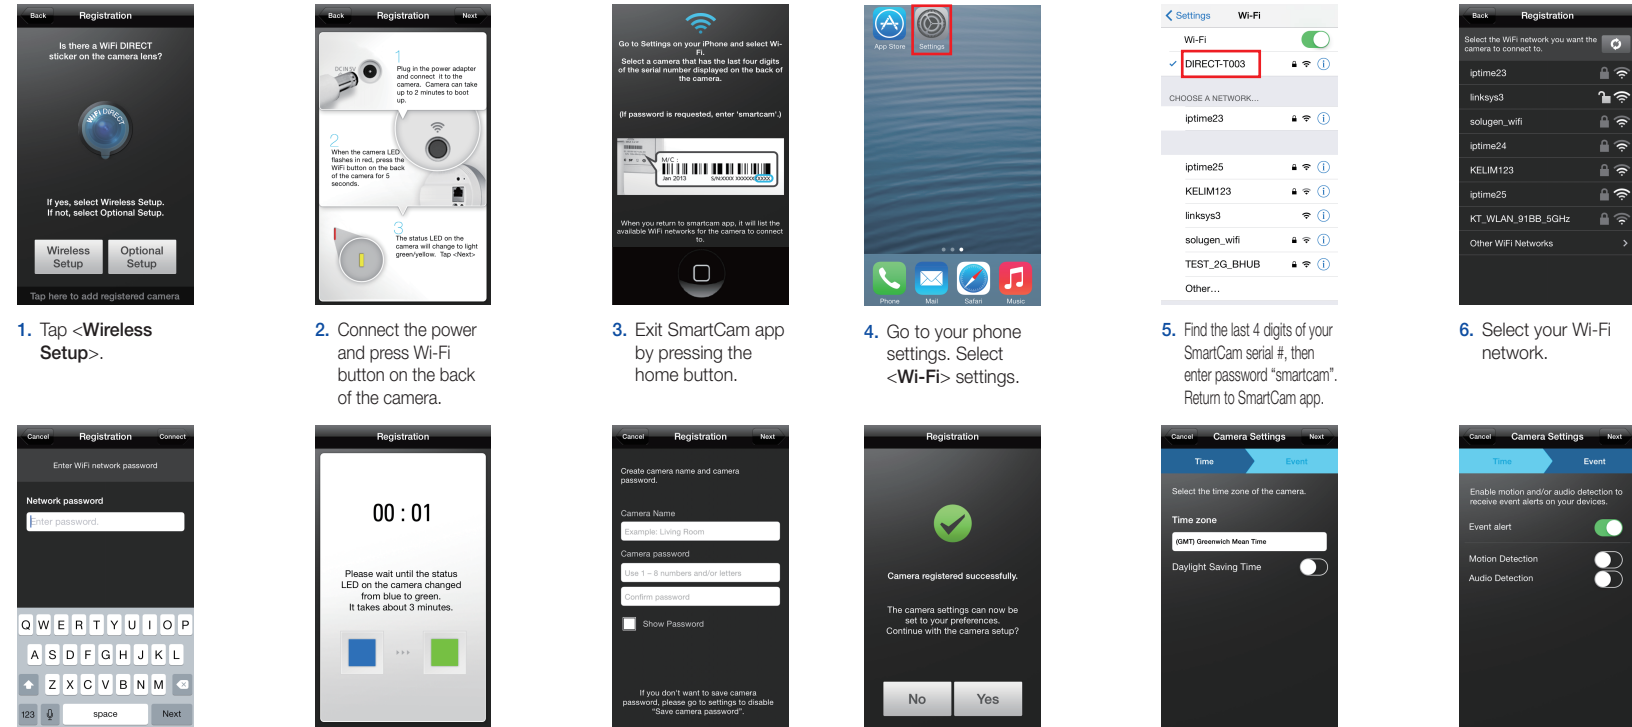 Back Registration
Is there a WiFi DIRECT
sticker on the camera lens?
WiFi DIRECT
If yes, select Wireless Setup.
If not, select Optional Setup.
Wireless
Setup
Optional
Setup
Tap here to add registered camera
1. Tap <Wireless
Setup>.
Back Registration Next
1
Plug in the power adapter
and connect it to the
camera. Camera can take
up to 2 minutes to boot
up.
DC IN 5V
2
When the camera LED
flashes in red, press the
WiFi button on the back
of the camera for 5
seconds.
3
The status LED on the
camera will change to light
green/yellow. Tap <Next>
2. Connect the power
and press Wi-Fi
button on the back
of the camera.
Go to Settings on your iPhone and select Wi-
Fi.
Select a camera that has the last four digits
of the serial number displayed on the back of
the camera.
(If password is requested, enter 'smartcam'.)
M/C :
Jan 2013 S/NXXXX XXXXXXXXXX
When you return to smartcam app, it will list the
available WiFi networks for the camera to connect
to.
3. Exit SmartCam app
by pressing the
home button.
App Store Settings
Phone Mail Safari Music
4. Go to your phone
settings. Select
<Wi-Fi> settings.
Settings Wi-Fi
Wi-Fi
DIRECT-T003
CHOOSE A NETWORK...
iptime23
iptime25
KELIM123
linksys3
solugen_wifi
TEST_2G_BHUB
Other...
5. Find the last 4 digits of your
SmartCam serial #, then
enter password “smartcam”.
Return to SmartCam app.
Back Registration
Select the WiFi network you want the
camera to connect to.
iptime23
linksys3
solugen_wifi
iptime24
KELIM123
iptime25
KT_WLAN_91BB_5GHz
Other WiFi Networks
6. Select your Wi-Fi
network.
Cancel Registration Connect
Enter WiFi network password
Network password
Enter password.
Q W E R T Y U I O P
A S D F G H J K L
Z X C V B N M
123 space Next
Registration
00 : 01
Please wait until the status
LED on the camera changed
from blue to green.
It takes about 3 minutes.
Cancel Registration Next
Create camera name and camera
password.
Camera Name
Example: Living Room
Camera password
Use 1 – 8 numbers and/or letters
Confirm password
Show Password
If you don't want to save camera
password, please go to settings to disable
“Save camera password”.
Registration
Camera registered successfully.
The camera settings can now be
set to your preferences.
Continue with the camera setup?
No Yes
Cancel Camera Settings Next
Time Event
Select the time zone of the camera.
Time zone
(GMT) Greenwich Mean Time
Daylight Saving Time
Cancel Camera Settings Next
Time Event
Enable motion and/or audio detection to
receive event alerts on your devices.
Event alert
Motion Detection
Audio Detection